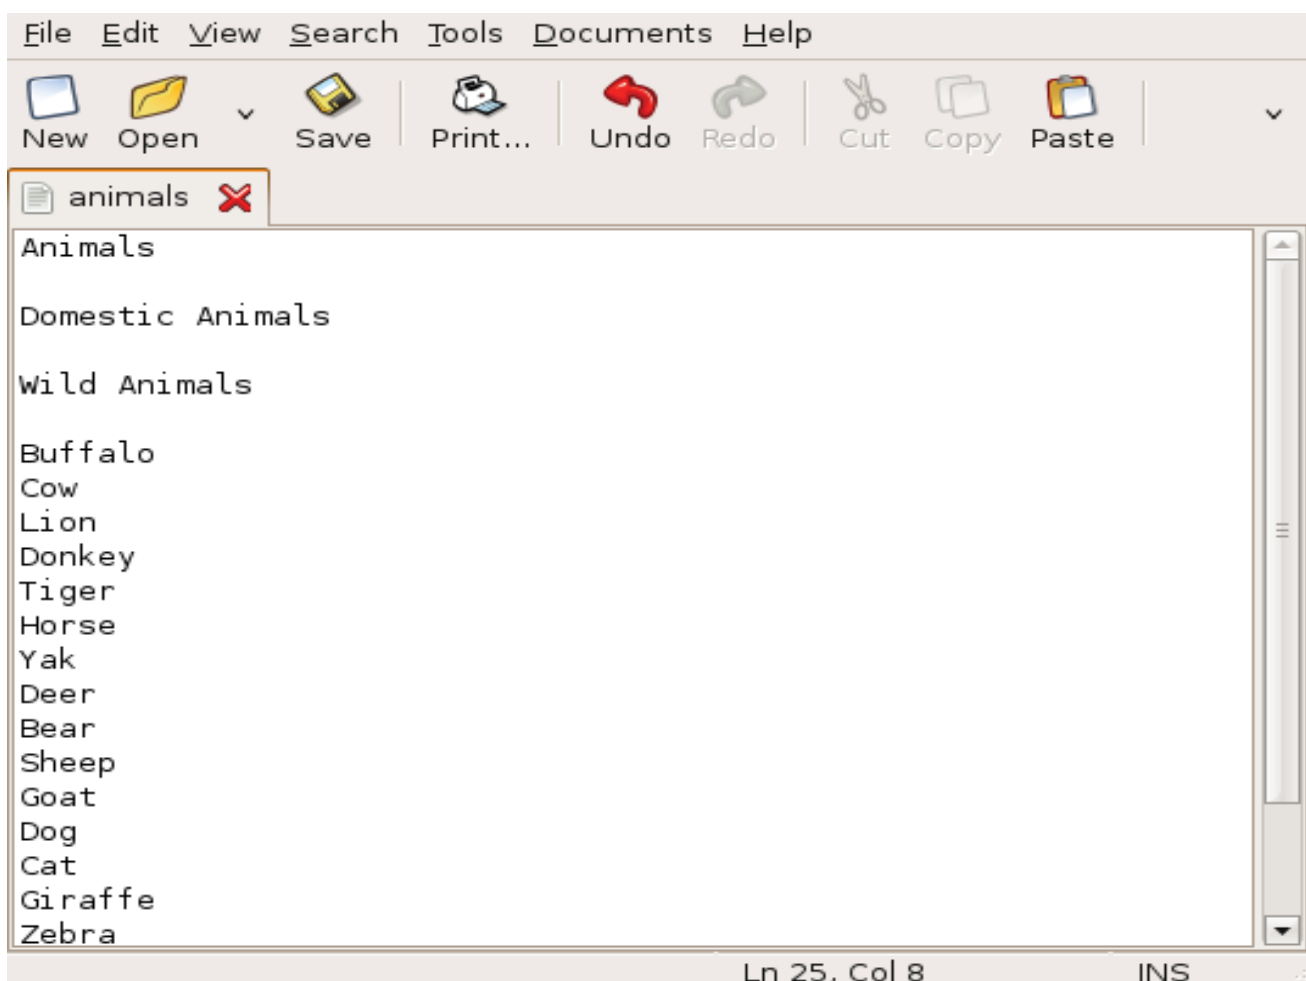 File Edit View Search Tools Documents Help
New Open Save Print... Undo Redo Cut Copy Paste
animals
Animals
Domestic Animals
Wild Animals
Buffalo
Cow
Lion
Donkey
Tiger
Horse
Yak
Deer
Bear
Sheep
Goat
Dog
Cat
Giraffe
Zebra
Ln 25, Col 8 INS